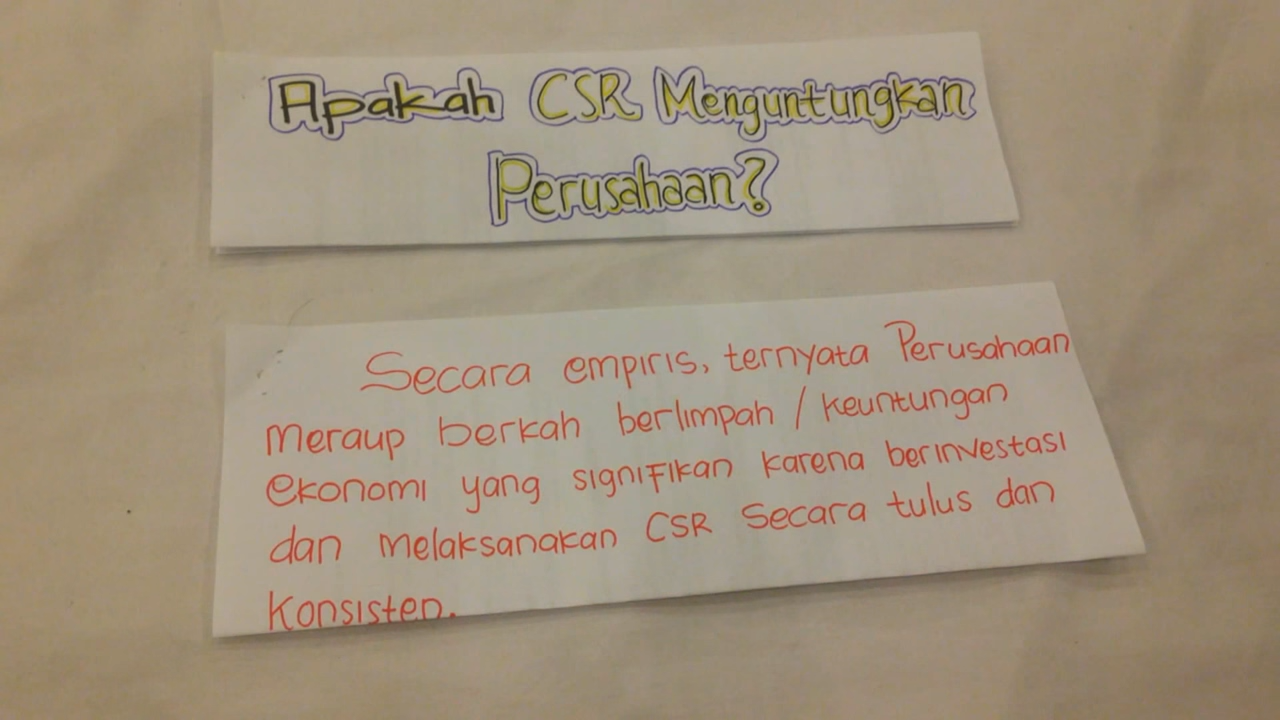 Apakah CSR Menguntungkan
Perusahaan?
Secara empiris, ternyata Perusahaan
Meraup berkah berlimpah / keuntungan
ekonomi yang signifikan karena berinvestasi
dan melaksanakan CSR Secara tulus dan
Konsisten.